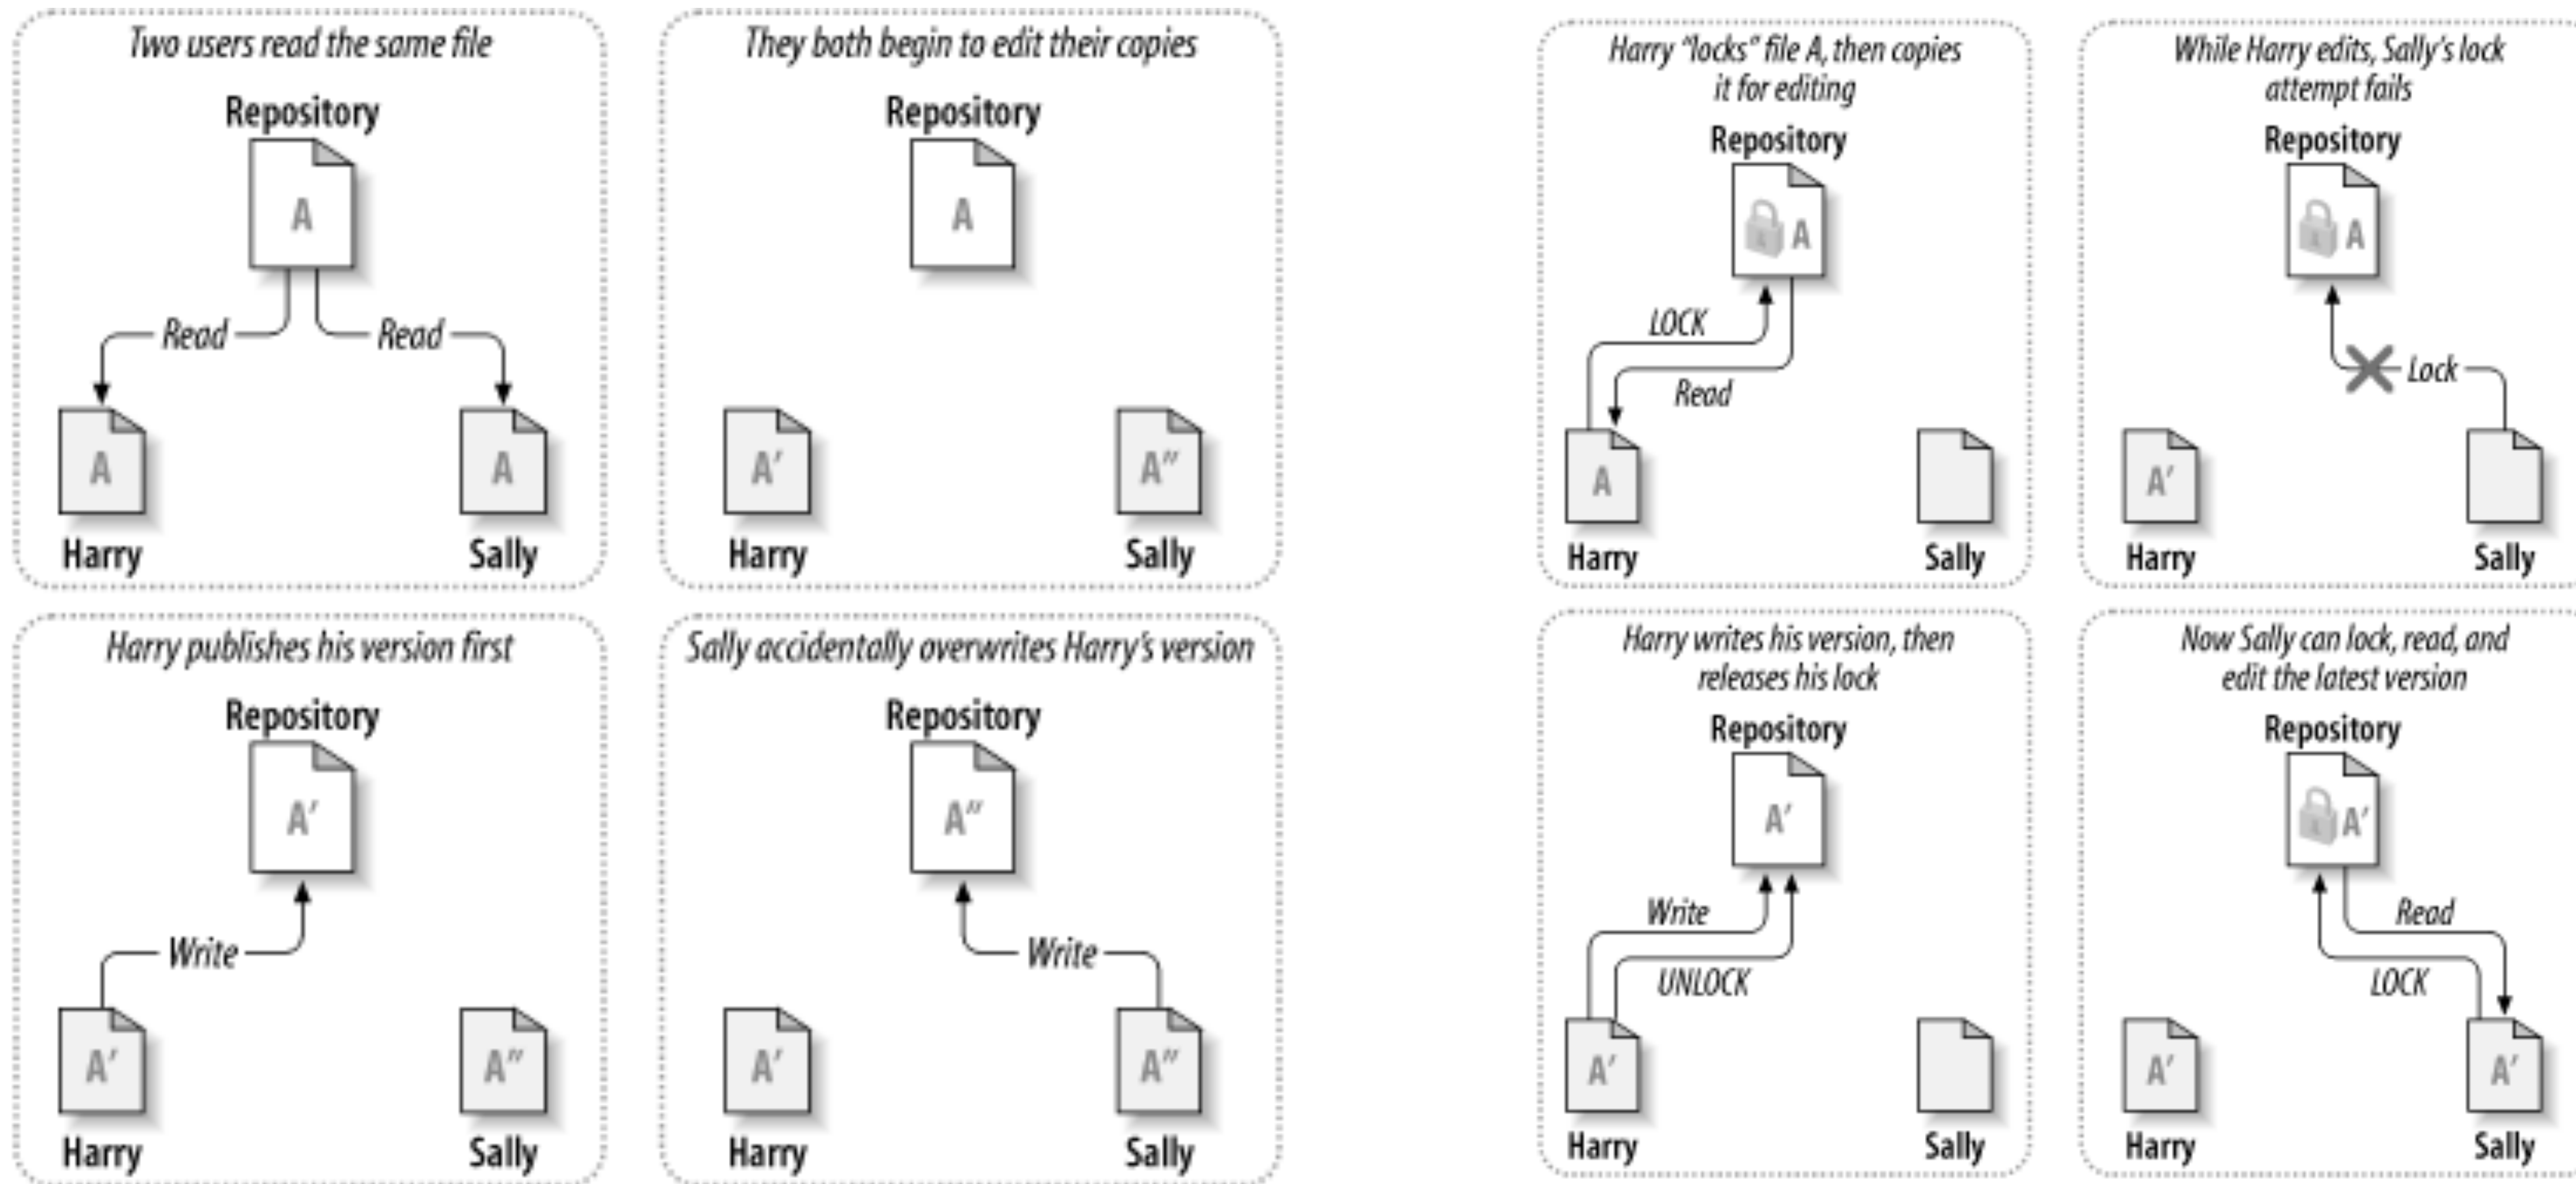 Two users read the same file
Repository
A
Read
Read
A
A
Harry
Sally
They both begin to edit their copies
Repository
A
A′
A″
Harry
Sally
Harry publishes his version first
Repository
A′
Write
A′
A″
Harry
Sally
Sally accidentally overwrites Harry’s version
Repository
A″
Write
A′
A″
Harry
Sally
Harry “locks” file A, then copies
it for editing
Repository
A
LOCK
Read
A
Harry
Sally
While Harry edits, Sally’s lock
attempt fails
Repository
A
Lock
A′
Harry
Sally
Harry writes his version, then
releases his lock
Repository
A′
Write
UNLOCK
A′
Harry
Sally
Now Sally can lock, read, and
edit the latest version
Repository
A′
Read
LOCK
A′
A′
Harry
Sally